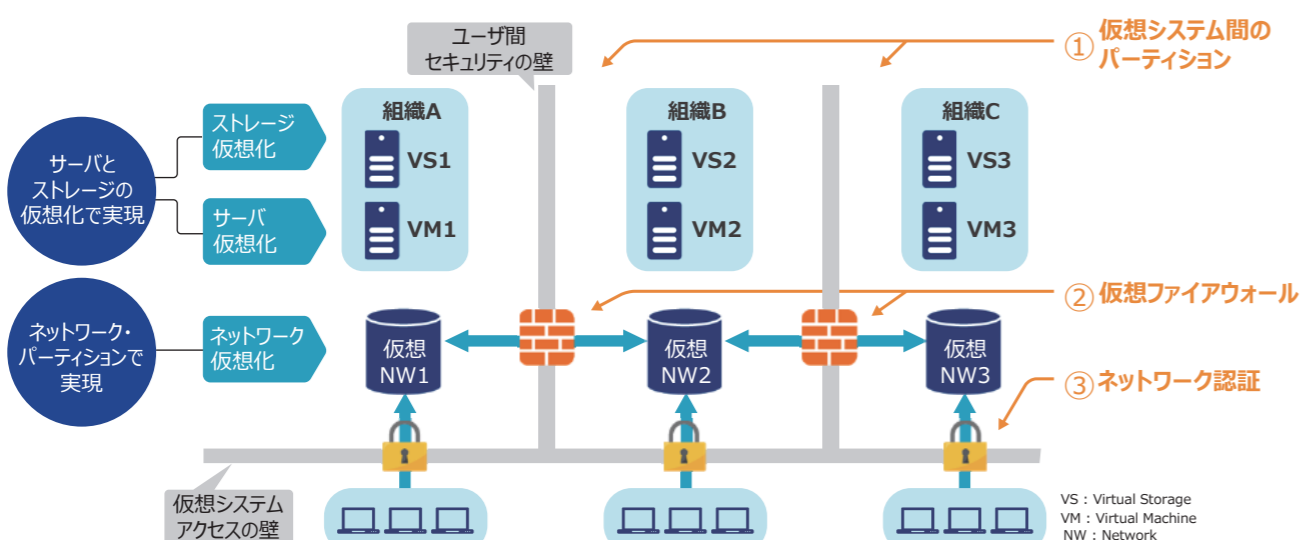 ユーザ間
セキュリティの壁
① 仮想システム間の
パーティション
サーバと
ストレージの
仮想化で実現
ストレージ
仮想化
サーバ
仮想化
組織A
VS1
VM1
組織B
VS2
VM2
組織C
VS3
VM3
② 仮想ファイアウォール
ネットワーク・
パーティションで
実現
ネットワーク
仮想化
仮想
NW1
仮想
NW2
仮想
NW3
③ ネットワーク認証
仮想システム
アクセスの壁
VS : Virtual Storage
VM : Virtual Machine
NW : Network